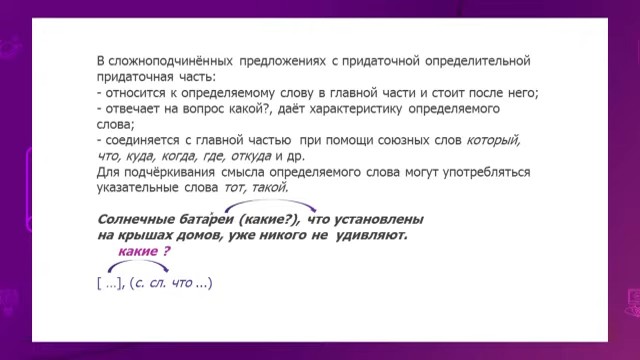 В сложноподчинённых предложениях с придаточной определительной
придаточная часть:
- относится к определяемому слову в главной части и стоит после него;
- отвечает на вопрос какой?, даёт характеристику определяемого
слова;
- соединяется с главной частью при помощи союзных слов который,
что, куда, когда, где, откуда и др.
Для подчёркивания смысла определяемого слова могут употребляться
указательные слова тот, такой.
Солнечные батареи (какие?), что установлены
на крышах домов, уже никого не удивляют.
какие ?
[ ...], (с. сл. что ...)